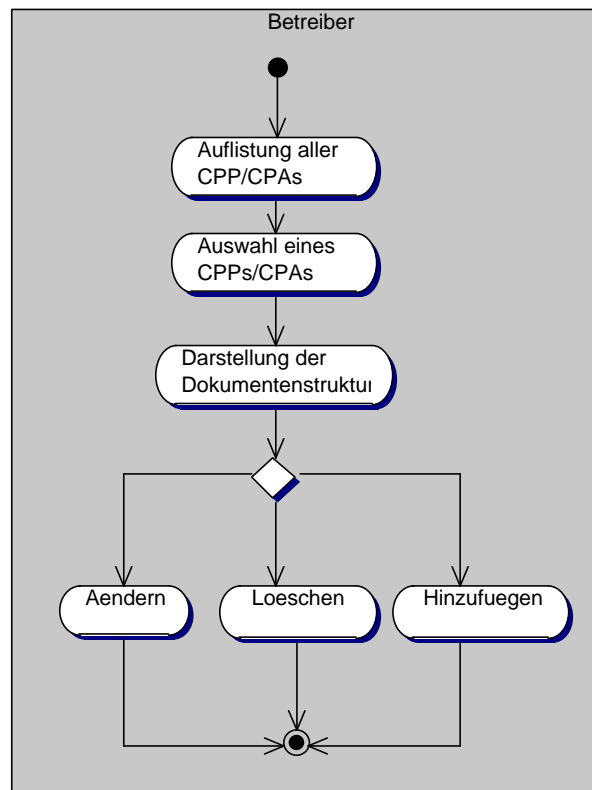 Betreiber
Auflistung aller
CPP/CPAs
Auswahl eines
CPPs/CPAs
Darstellung der
Dokumentenstruktur
Aendern
Loeschen
Hinzufuegen